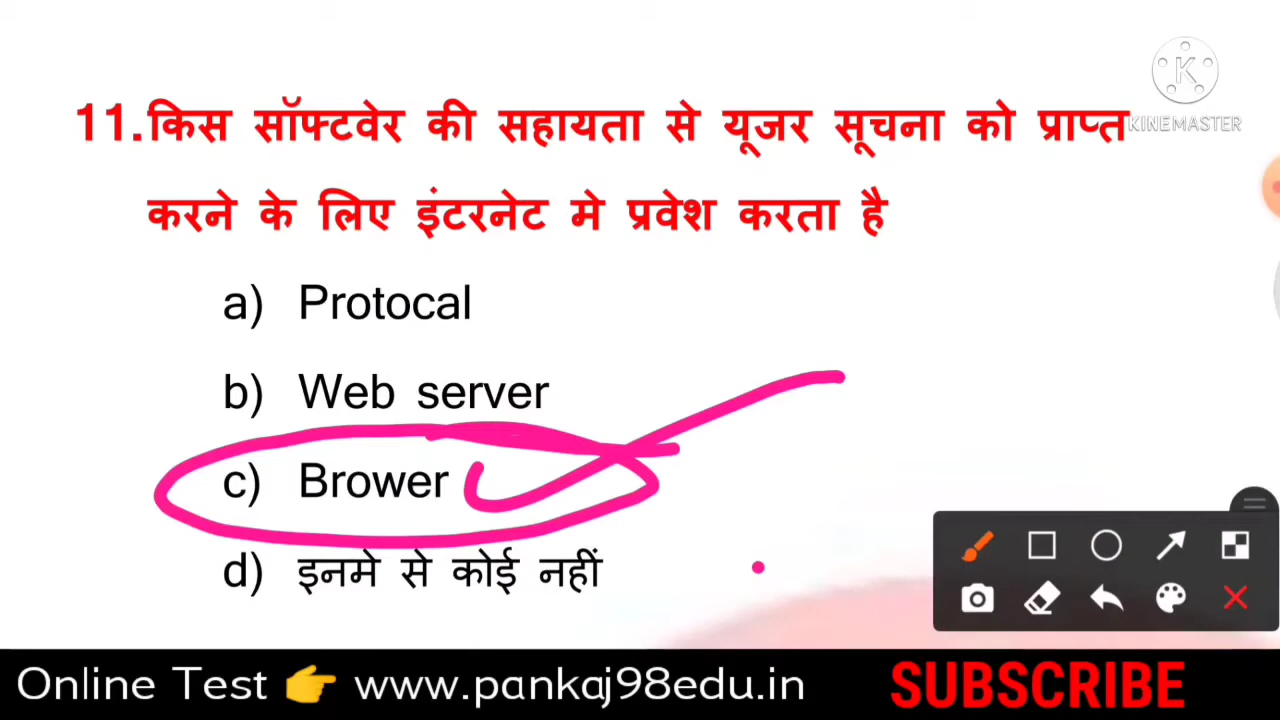 11.किस सॉफ्टवेर की सहायता से यूजर सूचना को प्राप्त
करने के लिए इंटरनेट मे प्रवेश करता है
a) Protocal
b) Web server
c) Brower
d) इनमे से कोई नहीं
K
KINEMASTER
Online Test 👉 www.pankaj98edu.in
SUBSCRIBE